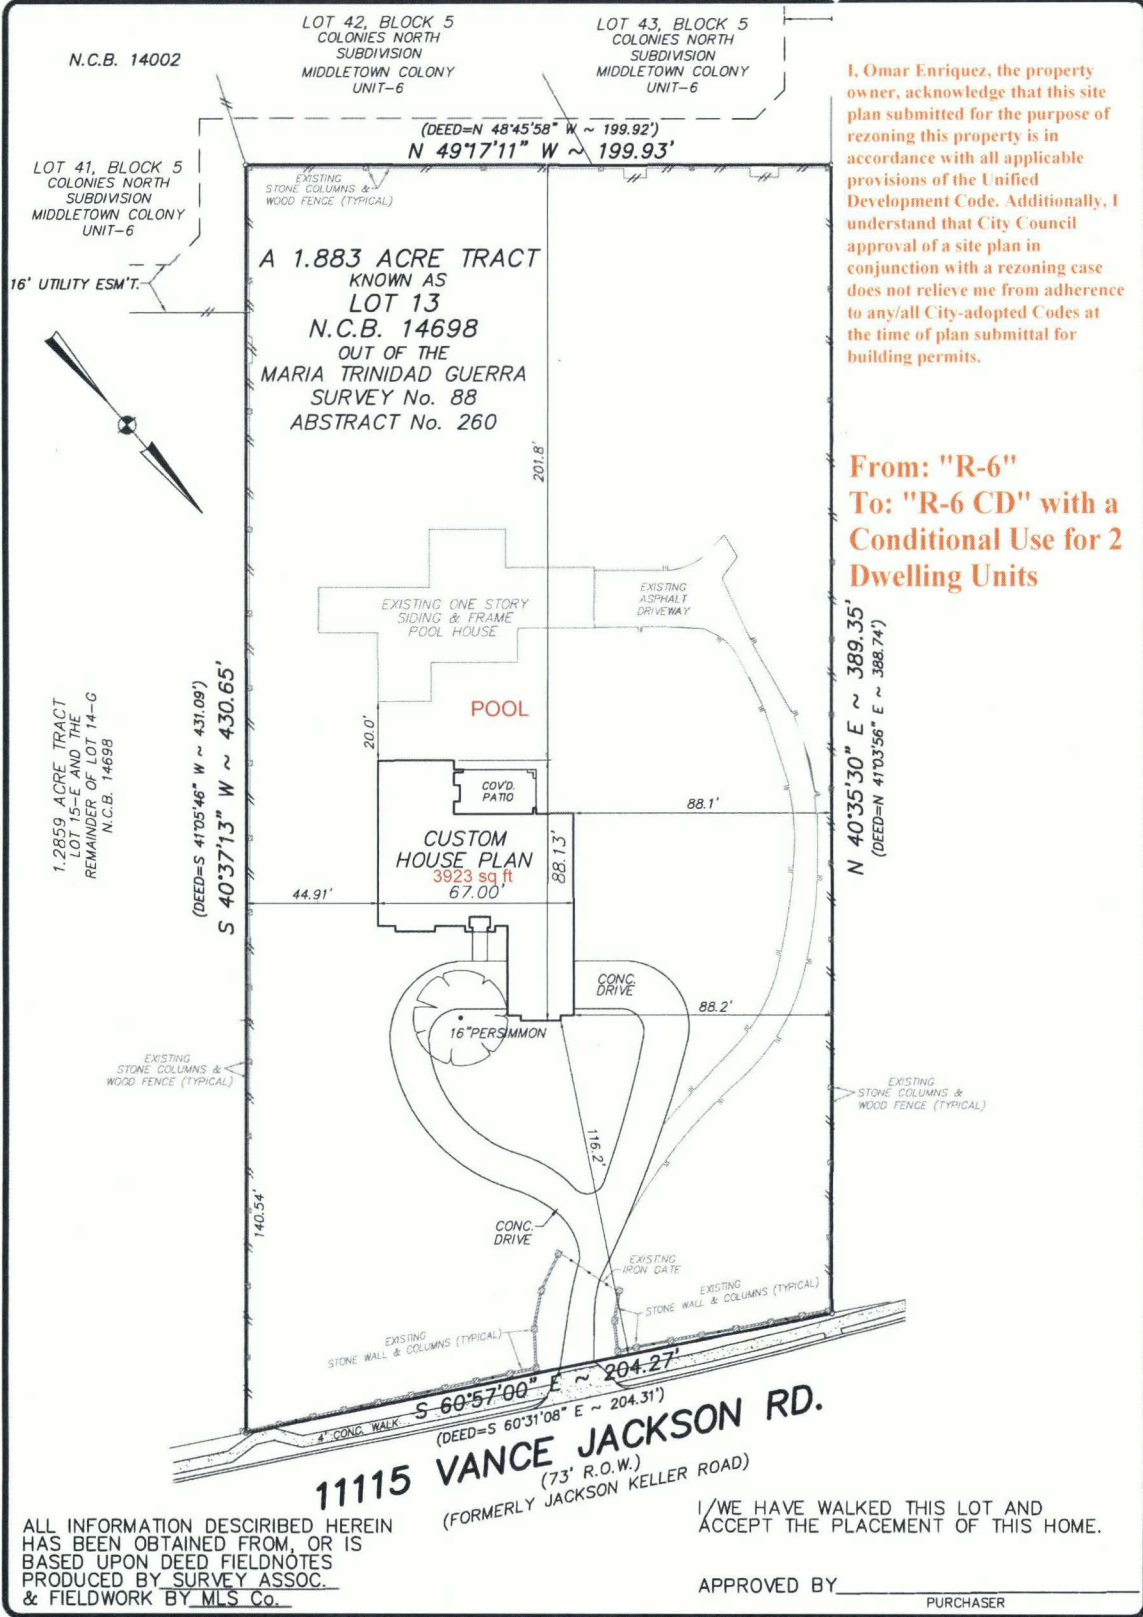 N.C.B. 14002
LOT 42, BLOCK 5
COLONIES NORTH
SUBDIVISION
MIDDLETOWN COLONY
UNIT-6
LOT 43, BLOCK 5
COLONIES NORTH
SUBDIVISION
MIDDLETOWN COLONY
UNIT-6
I, Omar Enriquez, the property
owner, acknowledge that this site
plan submitted for the purpose of
rezoning this property is in
accordance with all applicable
provisions of the Unified
Development Code. Additionally, I
understand that City Council
approval of a site plan in
conjunction with a rezoning case
does not relieve me from adherence
to any/all City-adopted Codes at
the time of plan submittal for
building permits.
(DEED=N 48°45'58" W ~ 199.92')
N 49°17'11" W ~ 199.93'
LOT 41, BLOCK 5
COLONIES NORTH
SUBDIVISION
MIDDLETOWN COLONY
UNIT-6
EXISTING
STONE COLUMNS &
WOOD FENCE (TYPICAL)
16' UTILITY ESM'T.
A 1.883 ACRE TRACT
KNOWN AS
LOT 13
N.C.B. 14698
OUT OF THE
MARIA TRINIDAD GUERRA
SURVEY No. 88
ABSTRACT No. 260
201.8'
From: "R-6"
To: "R-6 CD" with a
Conditional Use for 2
Dwelling Units
EXISTING ONE STORY
SIDING & FRAME
POOL HOUSE
EXISTING
ASPHALT
DRIVEWAY
N 40°35'30" E ~ 389.35'
(DEED=N 41°03'56" E ~ 388.74')
1.2859 ACRE TRACT
LOT 15-E AND THE
REMAINDER OF LOT 14-G
N.C.B. 14698
(DEED=S 41°05'46" W ~ 431.09')
S 40°37'13" W ~ 430.65'
POOL
20.0'
COV'D.
PATIO
88.1'
CUSTOM
HOUSE PLAN
3923 sq ft
67.00'
88.13'
44.91'
CONC.
DRIVE
88.2'
16"PERSIMMON
EXISTING
STONE COLUMNS &
WOOD FENCE (TYPICAL)
EXISTING
STONE COLUMNS &
WOOD FENCE (TYPICAL)
116.2'
140.54'
CONC.
DRIVE
EXISTING
IRON GATE
EXISTING
STONE WALL & COLUMNS (TYPICAL)
EXISTING
STONE WALL & COLUMNS (TYPICAL)
S 60°57'00" E ~ 204.27'
(DEED=S 60°31'08" E ~ 204.31')
4' CONC. WALK
11115 VANCE JACKSON RD.
(73' R.O.W.)
(FORMERLY JACKSON KELLER ROAD)
ALL INFORMATION DESCIRIBED HEREIN
HAS BEEN OBTAINED FROM, OR IS
BASED UPON DEED FIELDNOTES
PRODUCED BY SURVEY ASSOC.
& FIELDWORK BY MLS Co.
I/WE HAVE WALKED THIS LOT AND
ACCEPT THE PLACEMENT OF THIS HOME.
APPROVED BY
PURCHASER